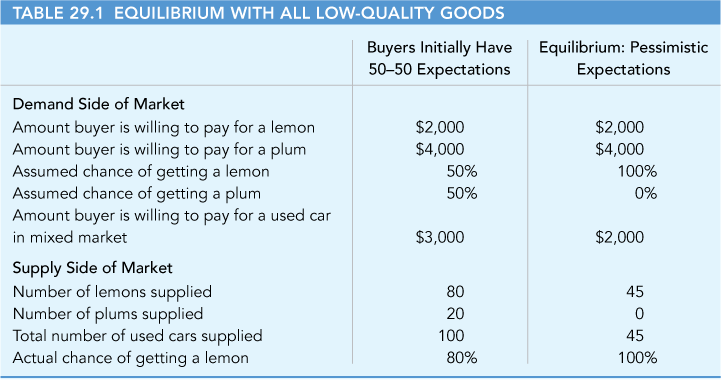 TABLE 29.1 EQUILIBRIUM WITH ALL LOW-QUALITY GOODS
Buyers Initially Have Equilibrium: Pessimistic
50–50 Expectations Expectations
Demand Side of Market
Amount buyer is willing to pay for a lemon $2,000 $2,000
Amount buyer is willing to pay for a plum $4,000 $4,000
Assumed chance of getting a lemon 50% 100%
Assumed chance of getting a plum 50% 0%
Amount buyer is willing to pay for a used car
in mixed market $3,000 $2,000
Supply Side of Market
Number of lemons supplied 80 45
Number of plums supplied 20 0
Total number of used cars supplied 100 45
Actual chance of getting a lemon 80% 100%